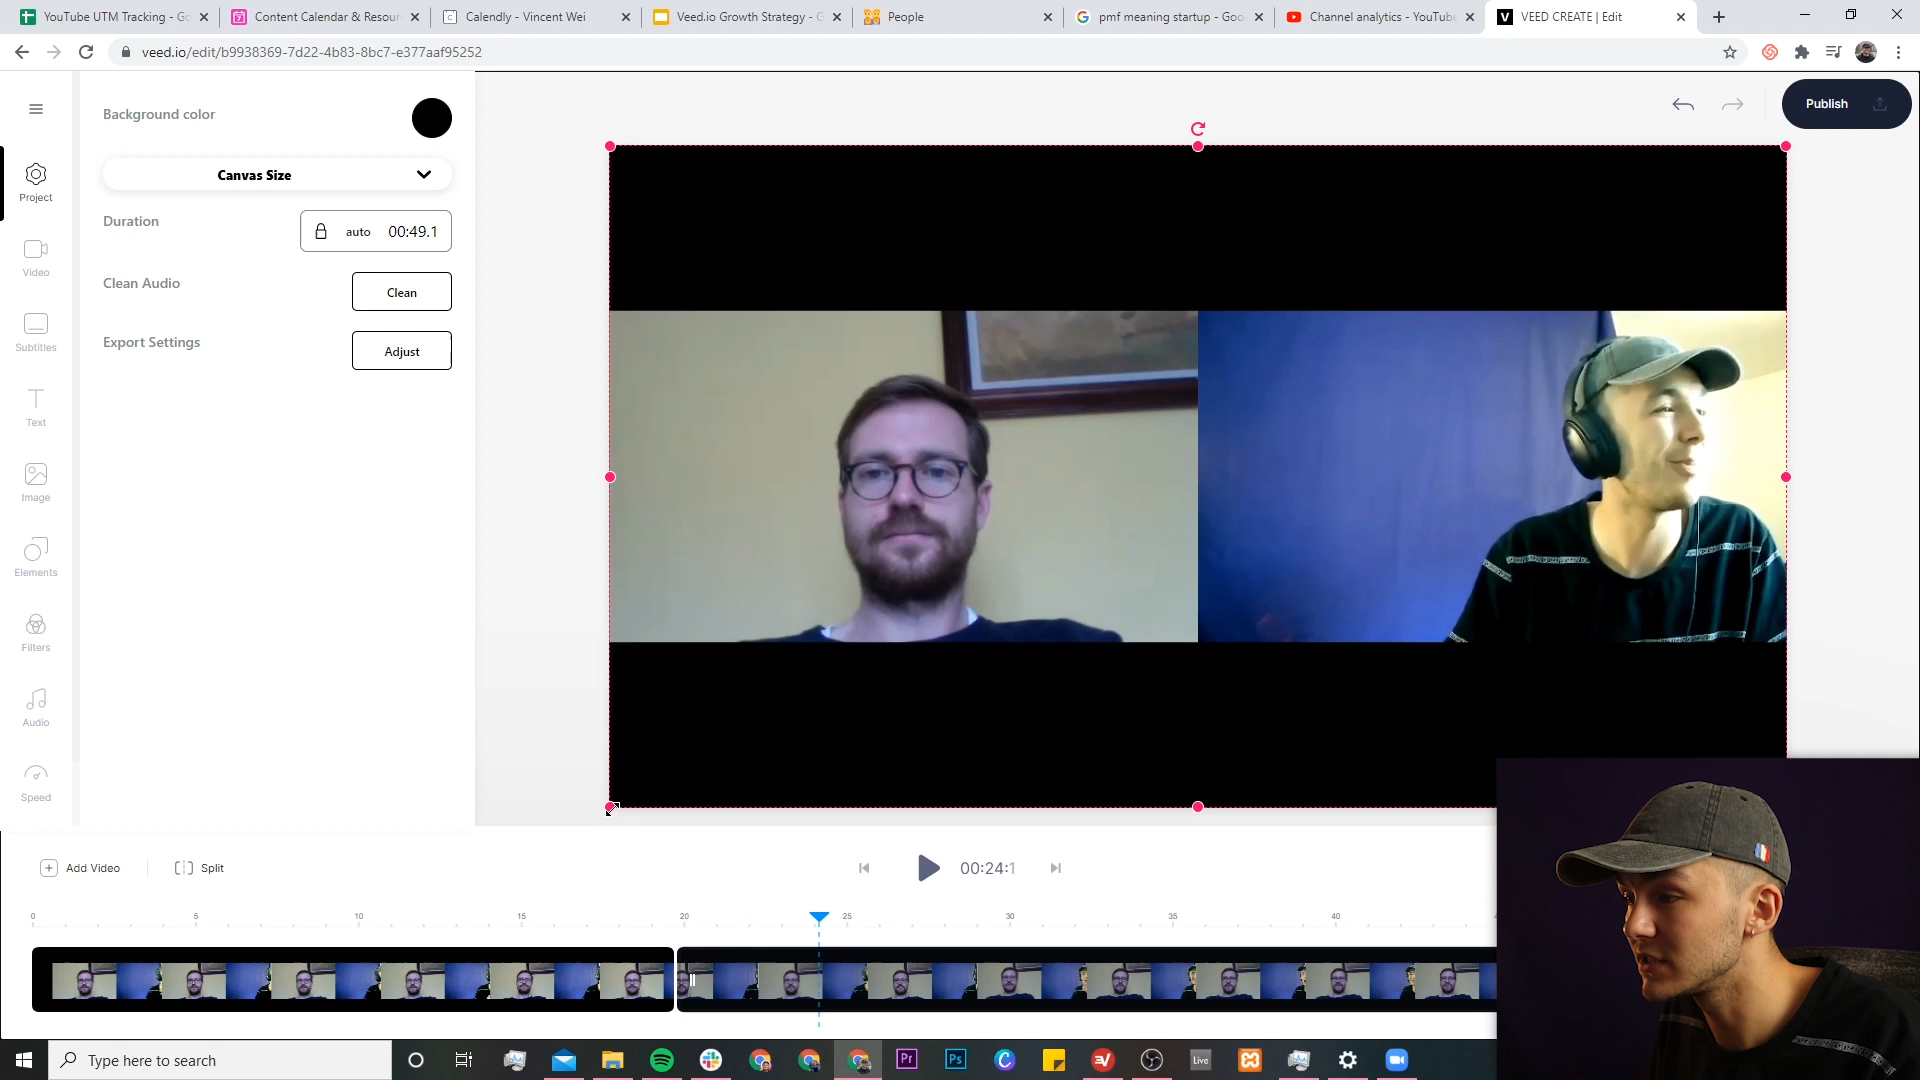 YouTube UTM Tracking - Go
Content Calendar & Resour
Calendly - Vincent Wei
Veed.io Growth Strategy - G
People
pmf meaning startup - Goo
Channel analytics - YouTube
VEED CREATE | Edit
veed.io/edit/b9938369-7d22-4b83-8bc7-e377aaf95252
Background color
Publish
Canvas Size
Project
Duration
auto 00:49.1
Video
Clean Audio
Clean
Subtitles
Export Settings
Adjust
Text
Image
Elements
Filters
Audio
Speed
Add Video
Split
00:24:1
0 5 10 15 20 25 30 35 40
Type here to search
Pr
Ps
Live